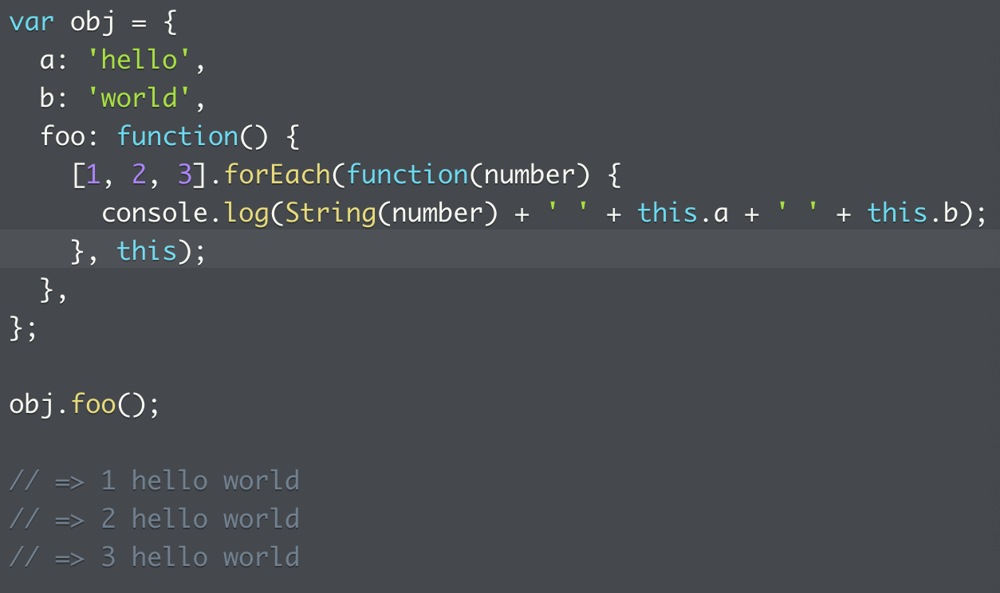 var obj = {
  a: 'hello',
  b: 'world',
  foo: function() {
    [1, 2, 3].forEach(function(number) {
      console.log(String(number) + ' ' + this.a + ' ' + this.b);
    }, this);
  },
};

obj.foo();

// => 1 hello world
// => 2 hello world
// => 3 hello world